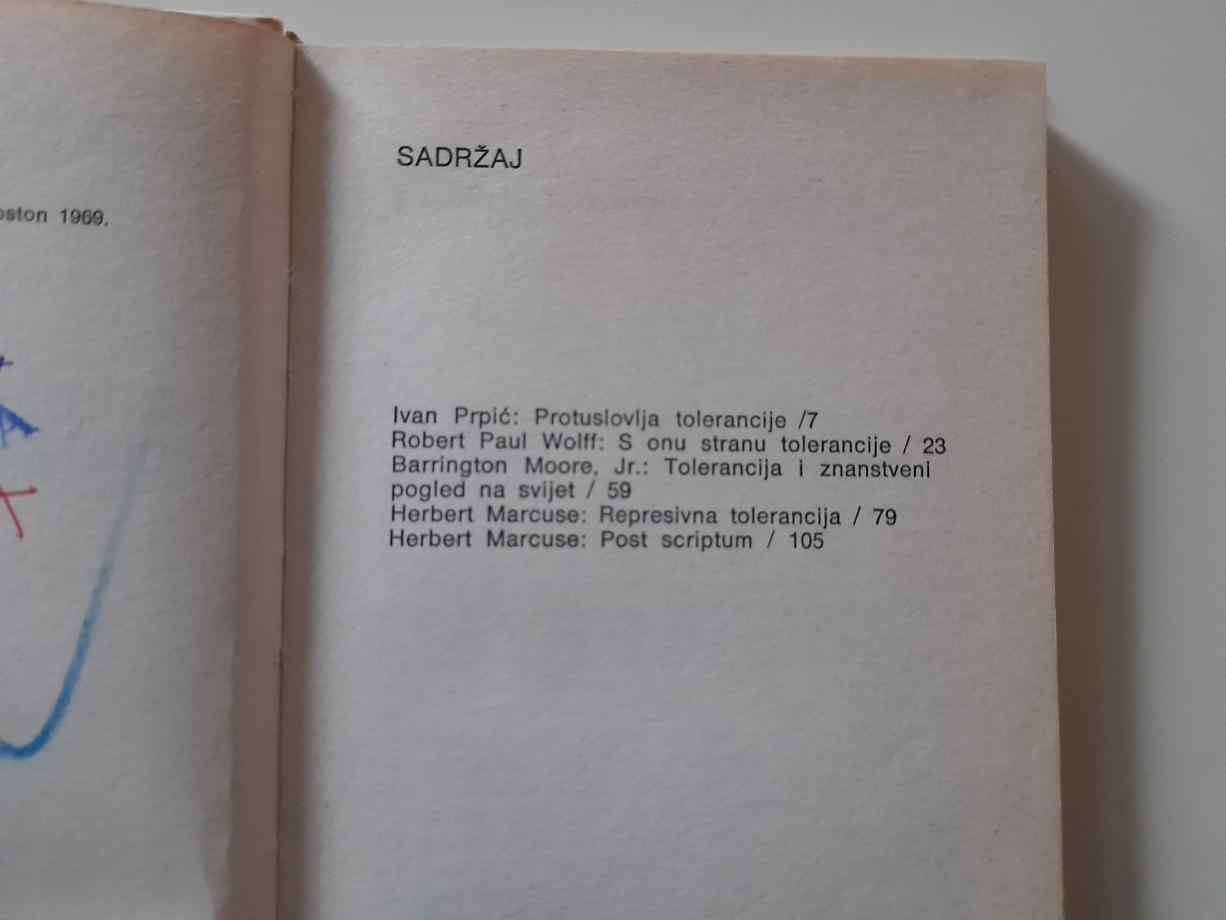 1969.
SADRŽAJ
Ivan Prpić: Protuslovlja tolerancije /7
Robert Paul Wolff: S onu stranu tolerancije / 23
Barrington Moore, Jr.: Tolerancija i znanstveni
pogled na svijet / 59
Herbert Marcuse: Represivna tolerancija / 79
Herbert Marcuse: Post scriptum / 105